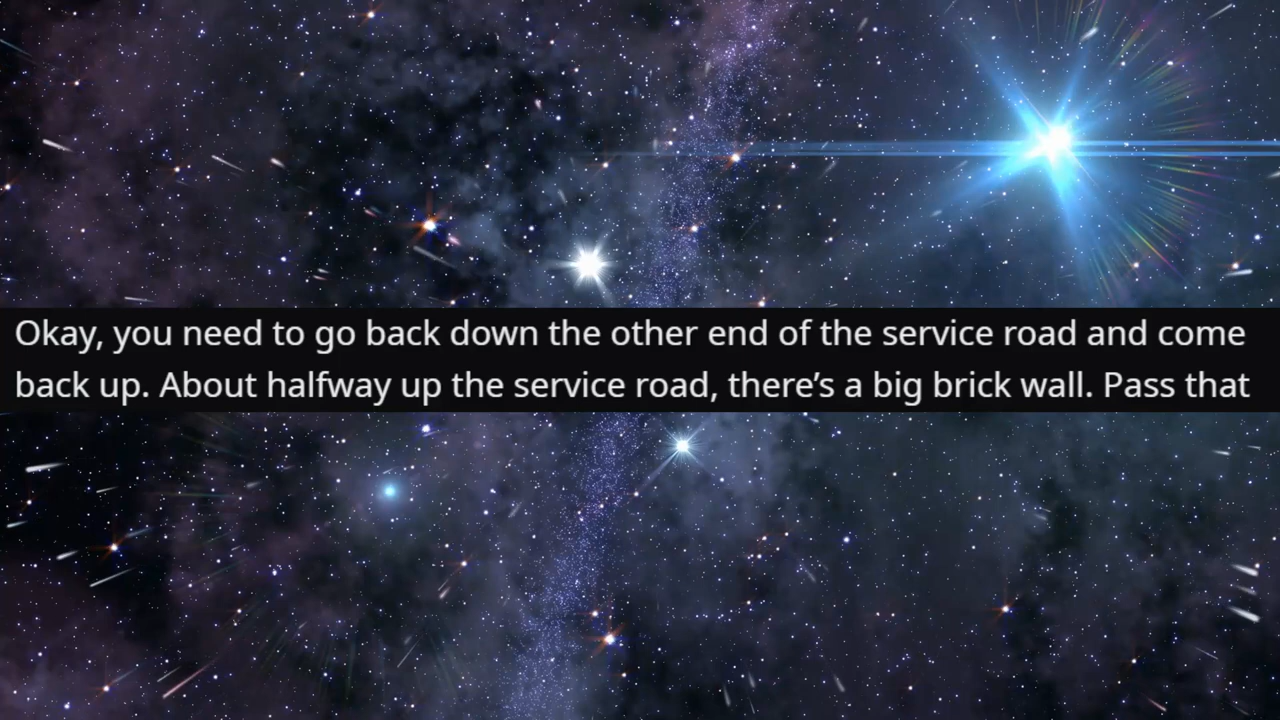 Okay, you need to go back down the other end of the service road and come
back up. About halfway up the service road, there’s a big brick wall. Pass that